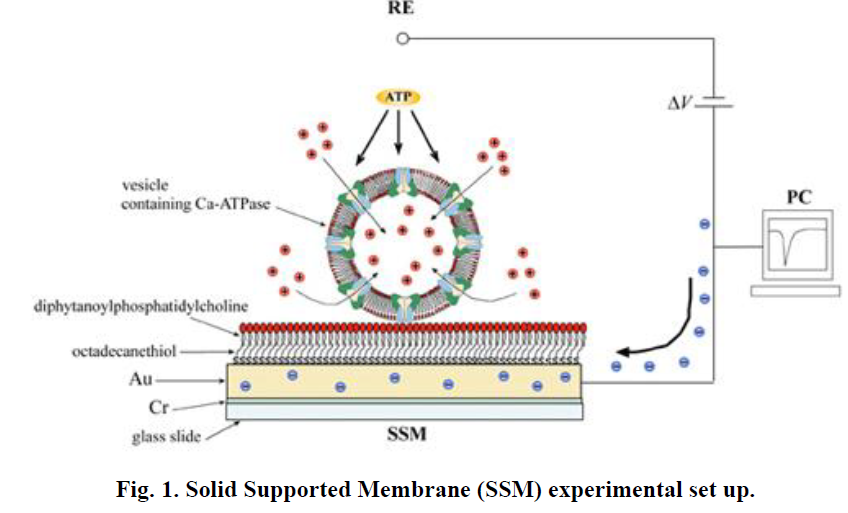 RE
ATP
ΔV
vesicle
containing Ca-ATPase
PC
diphytanoylphosphatidylcholine
octadecanethiol
Au
Cr
glass slide
SSM
Fig. 1. Solid Supported Membrane (SSM) experimental set up.